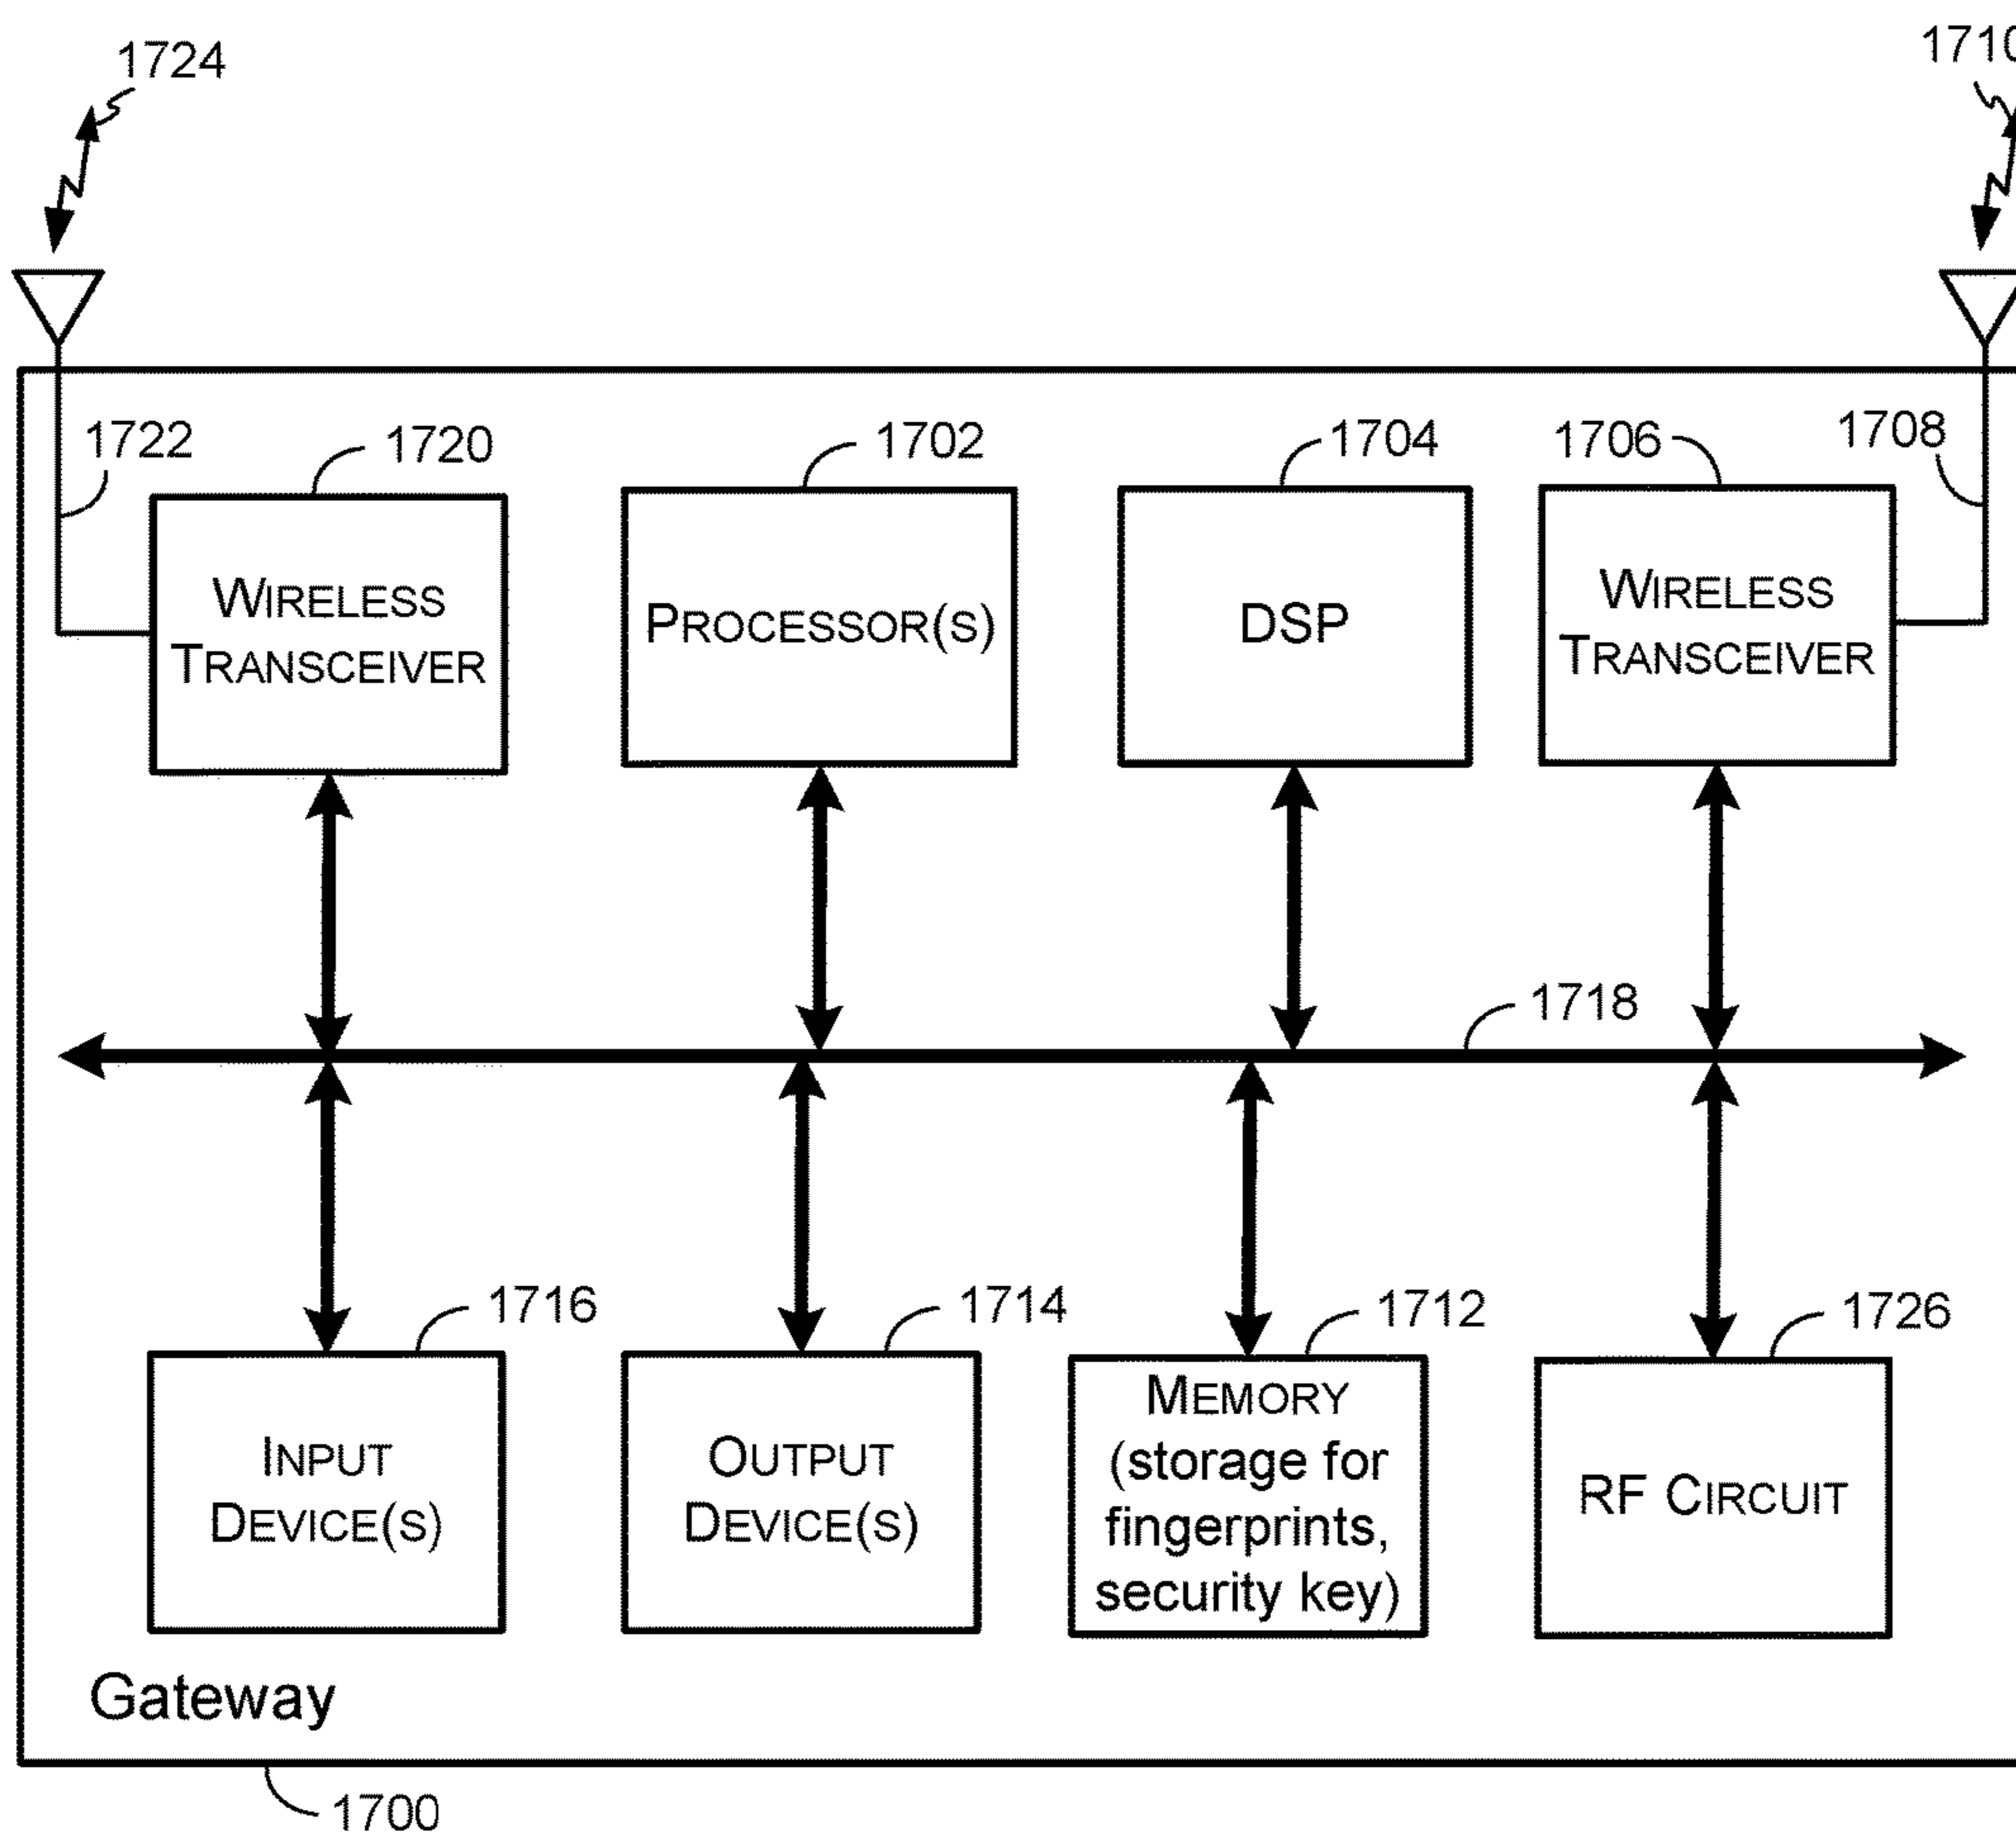 1724
1710
1722
1720
1702
1704
1706
1708
WIRELESS
TRANSCEIVER
PROCESSOR(S)
DSP
WIRELESS
TRANSCEIVER
1718
1716
1714
1712
1726
INPUT
DEVICE(S)
OUTPUT
DEVICE(S)
MEMORY
(storage for
fingerprints,
security key)
RF CIRCUIT
Gateway
1700